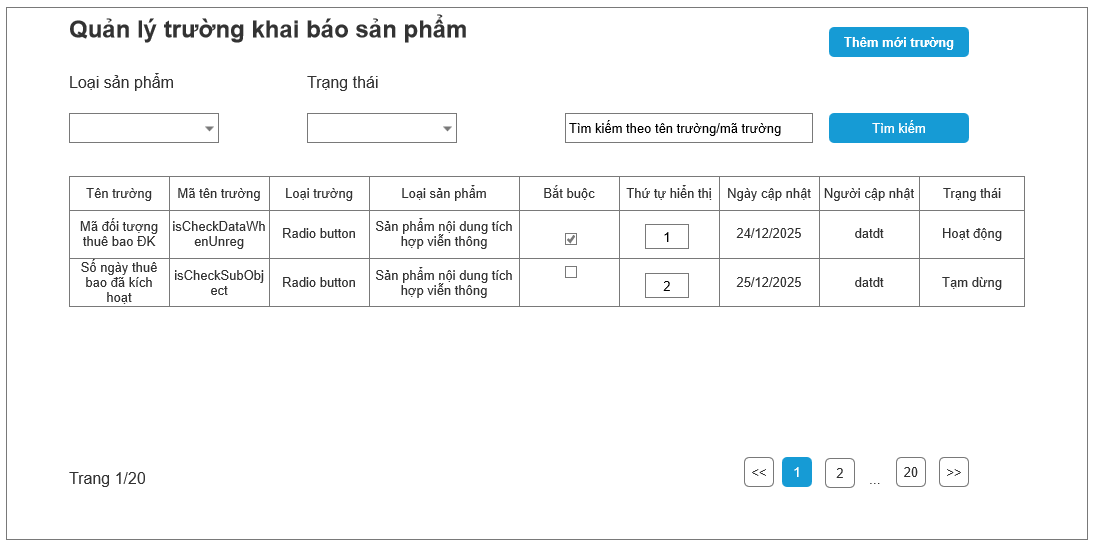 Quản lý trường khai báo sản phẩm
Thêm mới trường
Loại sản phẩm
Trạng thái
Tìm kiếm theo tên trường/mã trường
Tìm kiếm
Tên trường
Mã tên trường
Loại trường
Loại sản phẩm
Bắt buộc
Thứ tự hiển thị
Ngày cập nhật
Người cập nhật
Trạng thái
Mã đối tượng
thuê bao ĐK
isCheckDataWh
enUnreg
Radio button
Sản phẩm nội dung tích
hợp viễn thông
1
24/12/2025
datdt
Hoạt động
Số ngày thuê
bao đã kích
hoạt
isCheckSubObj
ect
Radio button
Sản phẩm nội dung tích
hợp viễn thông
2
25/12/2025
datdt
Tạm dừng
Trang 1/20
<<
1
2
...
20
>>